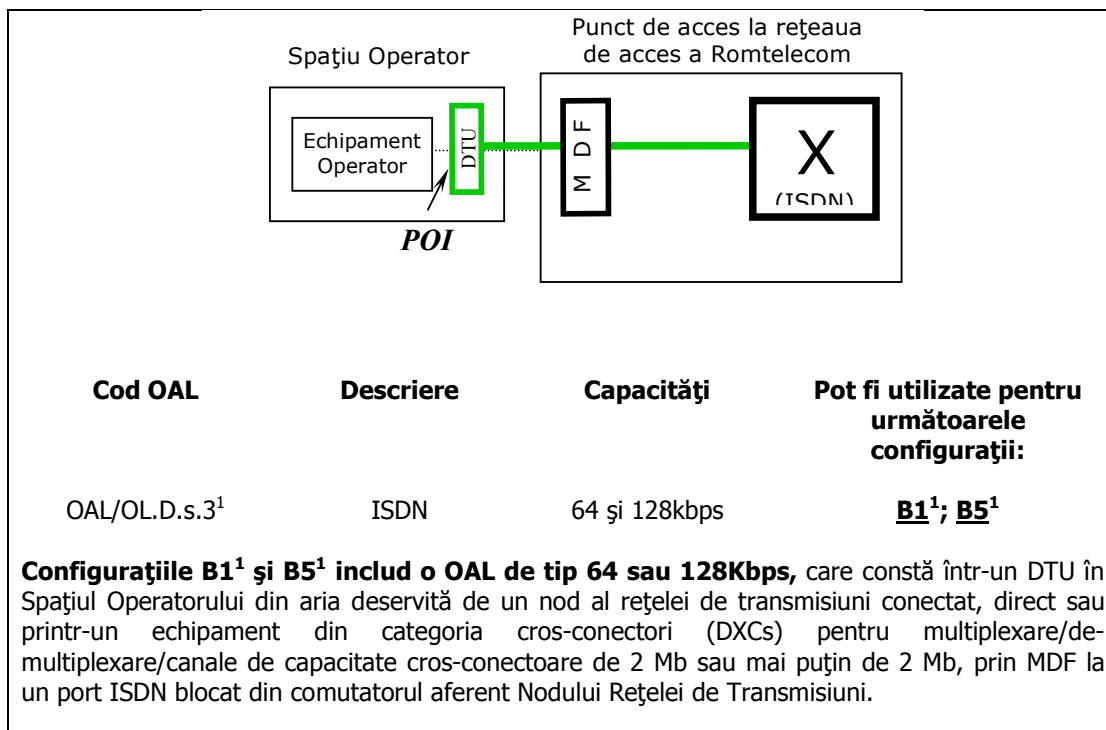 Punct de acces la reţeaua
de acces a Romtelecom
Spaţiu Operator
Echipament
Operator
DTU
M DF
X
(ISDN)
POI
Cod OAL Descriere Capacităţi Pot fi utilizate pentru
următoarele
configuraţii:
OAL/OL.D.s.3¹ ISDN 64 şi 128kbps B1¹; B5¹
Configuraţiile B1¹ şi B5¹ includ o OAL de tip 64 sau 128Kbps, care constă într-un DTU în
Spaţiul Operatorului din aria deservită de un nod al reţelei de transmisiuni conectat, direct sau
printr-un echipament din categoria cros-conectori (DXCs) pentru multiplexare/de-
multiplexare/canale de capacitate cros-conectoare de 2 Mb sau mai puţin de 2 Mb, prin MDF la
un port ISDN blocat din comutatorul aferent Nodului Reţelei de Transmisiuni.